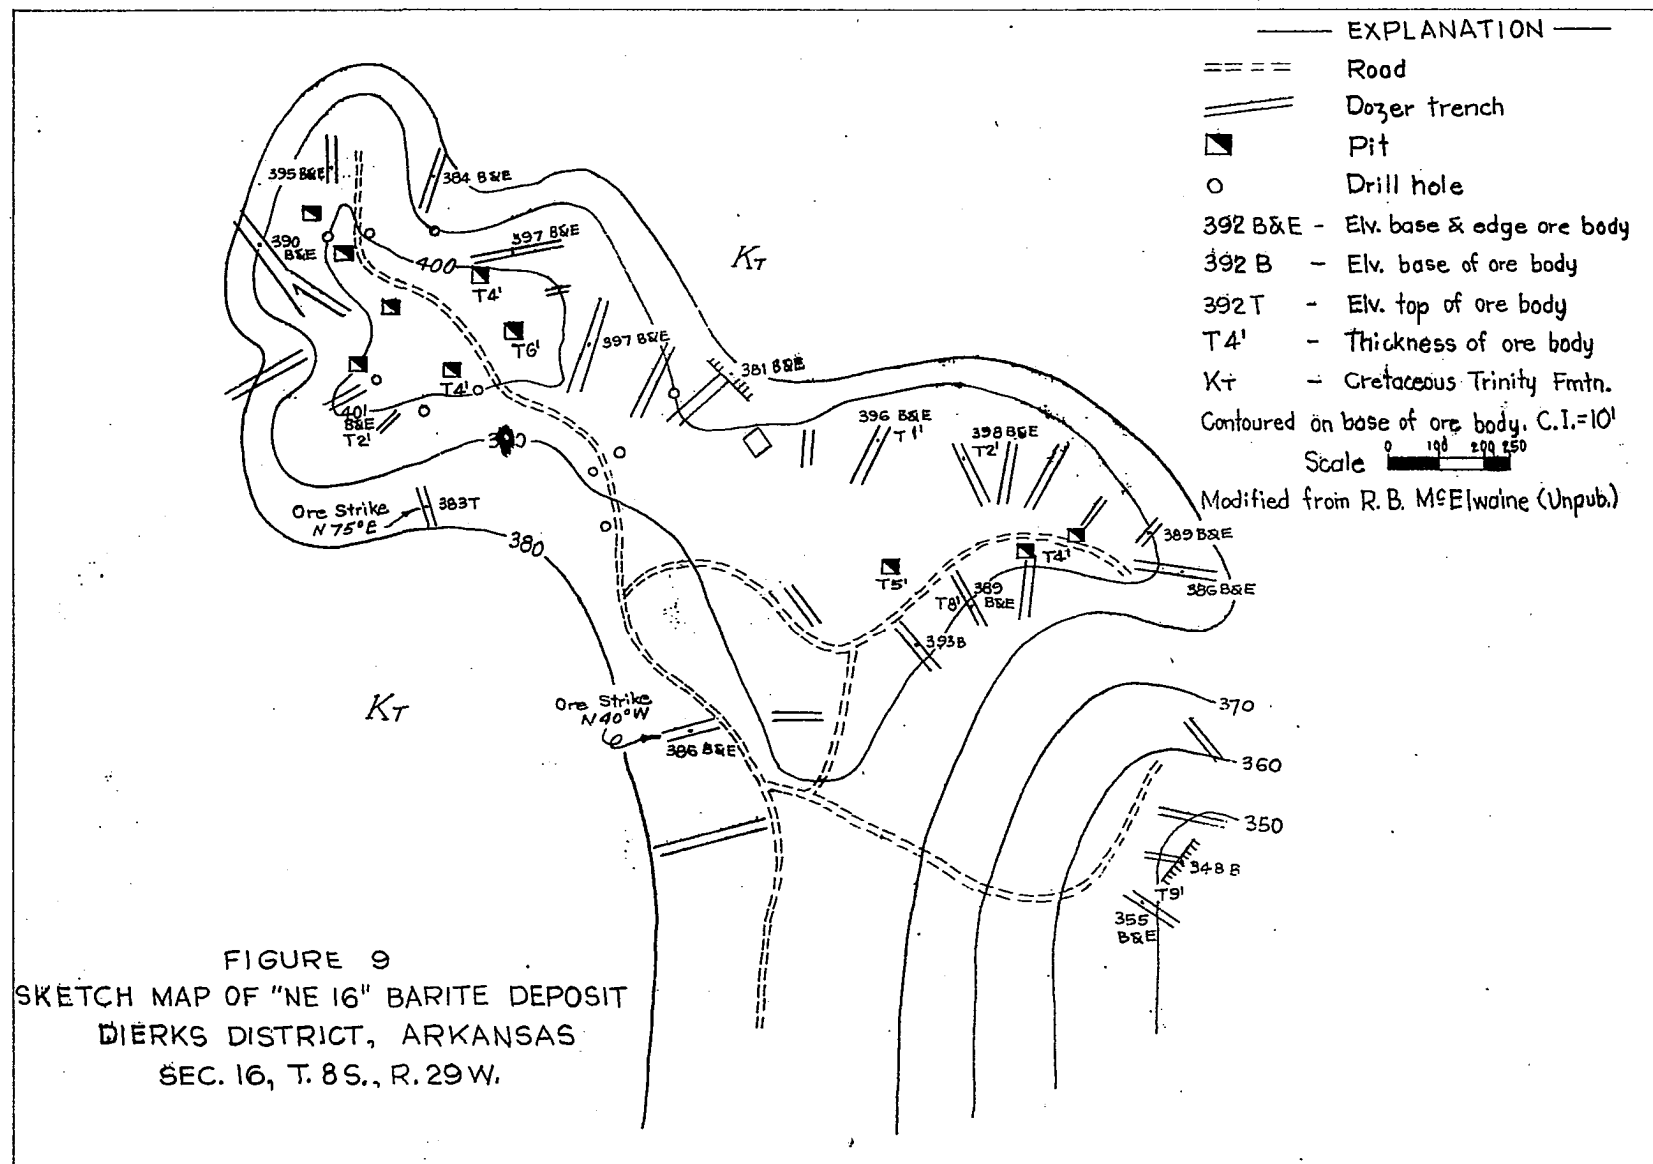 EXPLANATION
Road
Dozer trench
Pit
Drill hole
392 B&E - Elv. base & edge ore body
392 B - Elv. base of ore body
392 T - Elv. top of ore body
T4' - Thickness of ore body
KT - Cretaceous Trinity Fmtn.
Contoured on base of ore body. C.I.=10'
Scale 0 100 200 250
Modified from R. B. McElwaine (Unpub.)
395 B&E
384 B&E
390
B&E
397 B&E
KT
400
T4'
T6'
397 B&E
381 B&E
T4'
401
B&E
T2'
396 B&E
T1'
398 B&E
T2'
Ore Strike
N 75° E
383T
380
389 B&E
T4'
386 B&E
T5'
T8'
389
B&E
393B
KT
Ore Strike
N 40° W
386 B&E
370
360
350
348 B
T9'
355
B&E
FIGURE 9
SKETCH MAP OF "NE 16" BARITE DEPOSIT
DIERKS DISTRICT, ARKANSAS
SEC. 16, T. 8 S., R. 29 W.